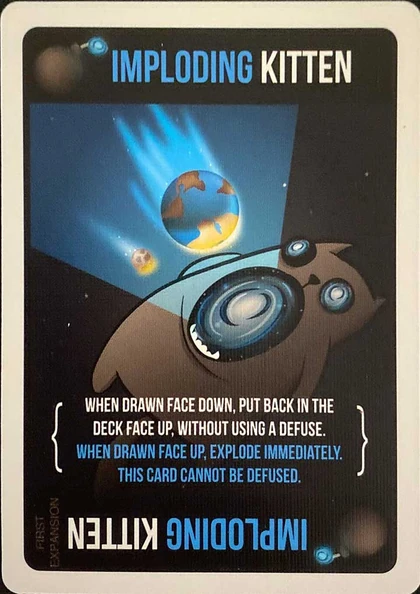 IMPLODING KITTEN
WHEN DRAWN FACE DOWN, PUT BACK IN THE
DECK FACE UP, WITHOUT USING A DEFUSE.
WHEN DRAWN FACE UP, EXPLODE IMMEDIATELY.
THIS CARD CANNOT BE DEFUSED.
FIRST
EXPANSION
IMPLODING KITTEN